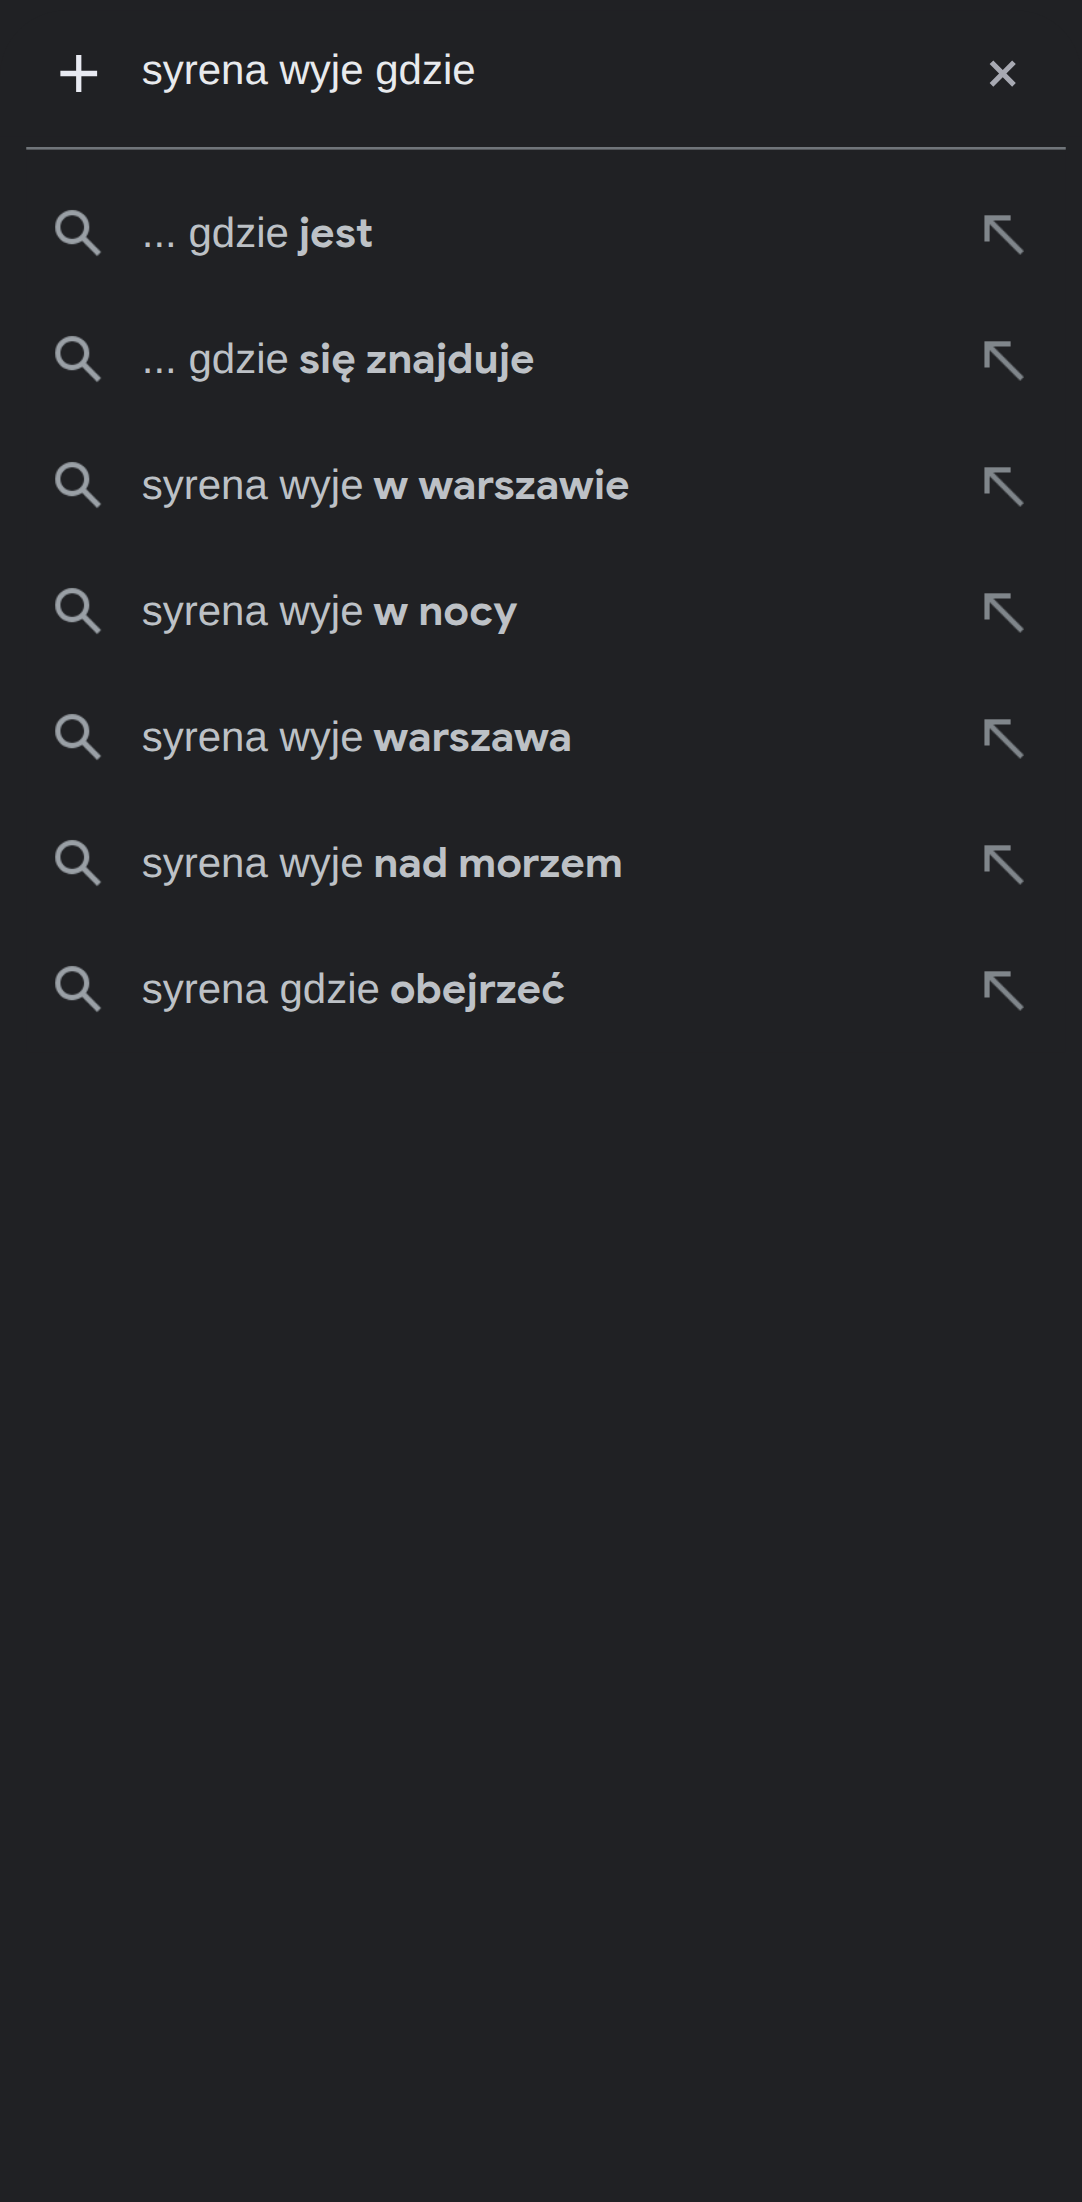 syrena wyje gdzie
... gdzie jest
... gdzie się znajduje
syrena wyje w warszawie
syrena wyje w nocy
syrena wyje warszawa
syrena wyje nad morzem
syrena gdzie obejrzeć